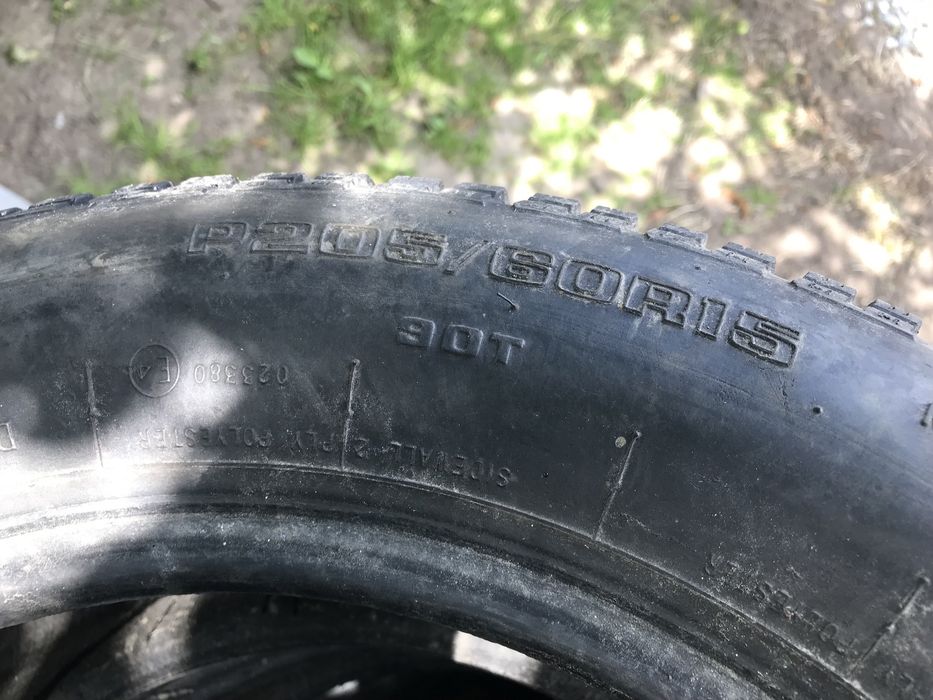 P205/60R15
90T
E4 023380
SIDEWALL 2 PLY POLYESTER